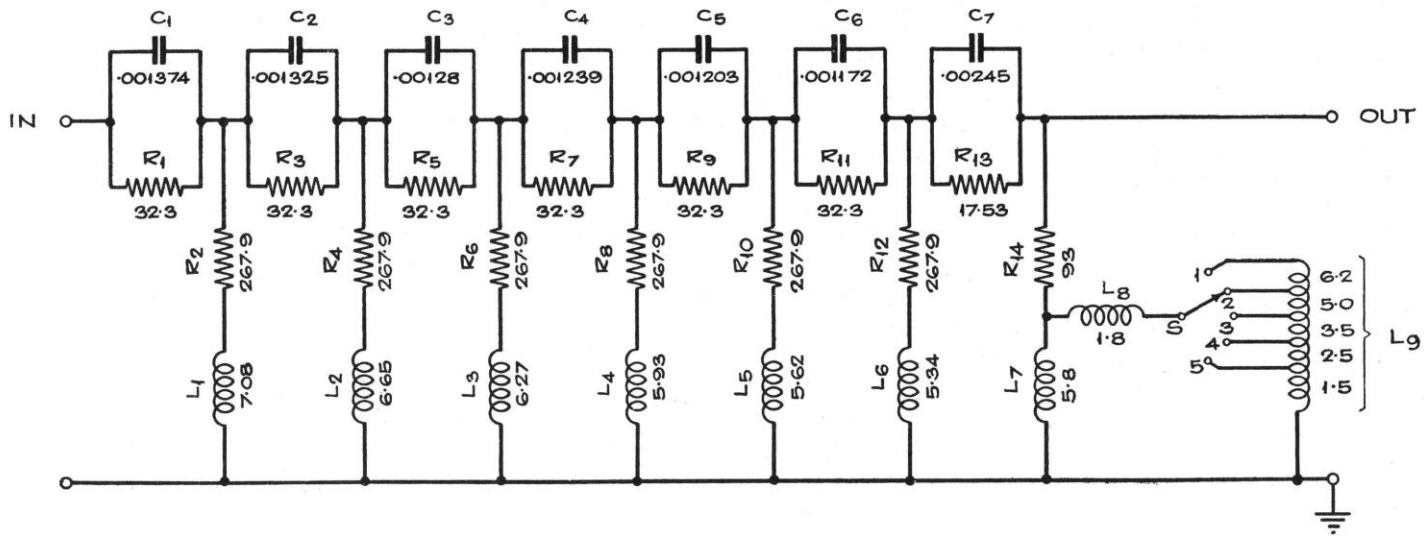 C1 C2 C3 C4 C5 C6 C7
.001374 .001325 .00128 .001239 .001203 .001172 .00245
IN OUT
R1 R3 R5 R7 R9 R11 R13
32.3 32.3 32.3 32.3 32.3 32.3 17.53
R2 267.9 R4 267.9 R6 267.9 R8 267.9 R10 267.9 R12 267.9 R14 93
L8
1.8
S
1 2 3 4 5
6.2
5.0
3.5
2.5
1.5
L9
L1 7.08 L2 6.65 L3 6.27 L4 5.93 L5 5.62 L6 5.34 L7 5.8